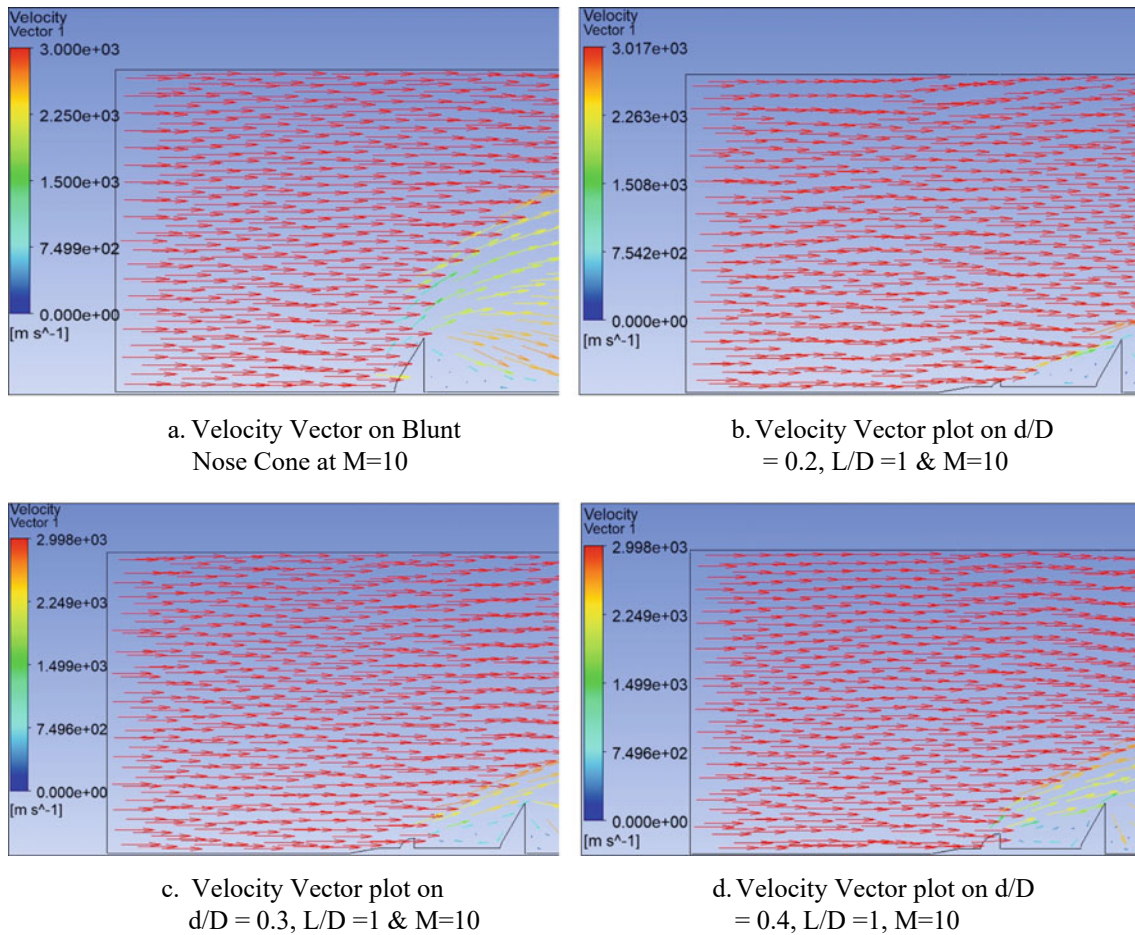 Velocity
Vector 1
3.000e+03
2.250e+03
1.500e+03
7.499e+02
0.000e+00
[m s^-1]
a. Velocity Vector on Blunt
Nose Cone at M=10
Velocity
Vector 1
3.017e+03
2.263e+03
1.508e+03
7.542e+02
0.000e+00
[m s^-1]
b. Velocity Vector plot on d/D
= 0.2, L/D =1 & M=10
Velocity
Vector 1
2.998e+03
2.249e+03
1.499e+03
7.496e+02
0.000e+00
[m s^-1]
c. Velocity Vector plot on
d/D = 0.3, L/D =1 & M=10
Velocity
Vector 1
2.998e+03
2.249e+03
1.499e+03
7.496e+02
0.000e+00
[m s^-1]
d. Velocity Vector plot on d/D
= 0.4, L/D =1, M=10